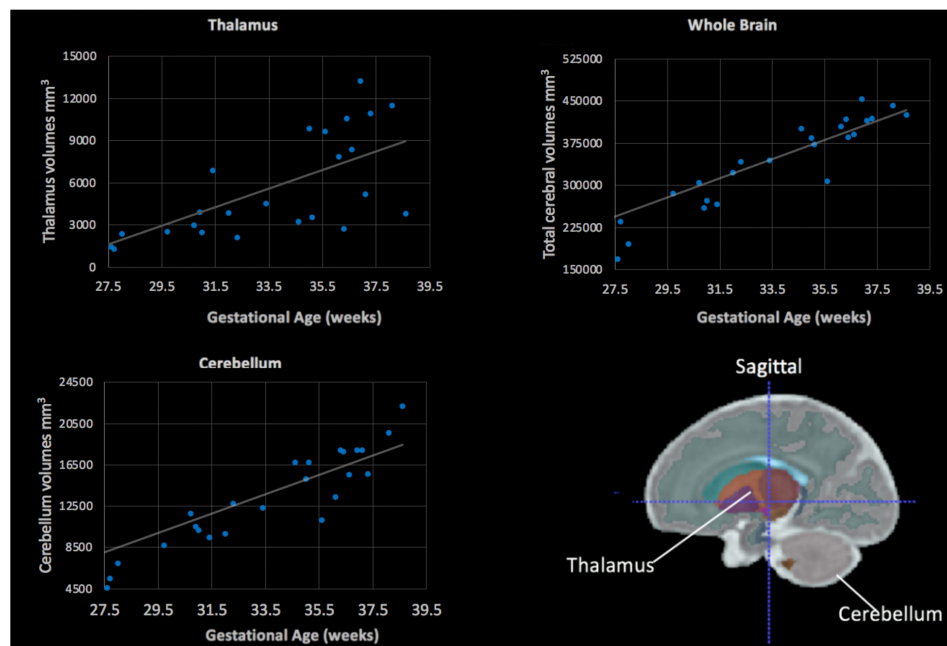 Thalamus
15000
12000
9000
6000
3000
0
Thalamus volumes mm³
27.5 29.5 31.5 33.5 35.5 37.5 39.5
Gestational Age (weeks)
Whole Brain
525000
450000
375000
300000
225000
150000
Total cerebral volumes mm³
27.5 29.5 31.5 33.5 35.5 37.5 39.5
Gestational Age (weeks)
Cerebellum
24500
20500
16500
12500
8500
4500
Cerebellum volumes mm³
27.5 29.5 31.5 33.5 35.5 37.5 39.5
Gestational Age (weeks)
Sagittal
Thalamus
Cerebellum